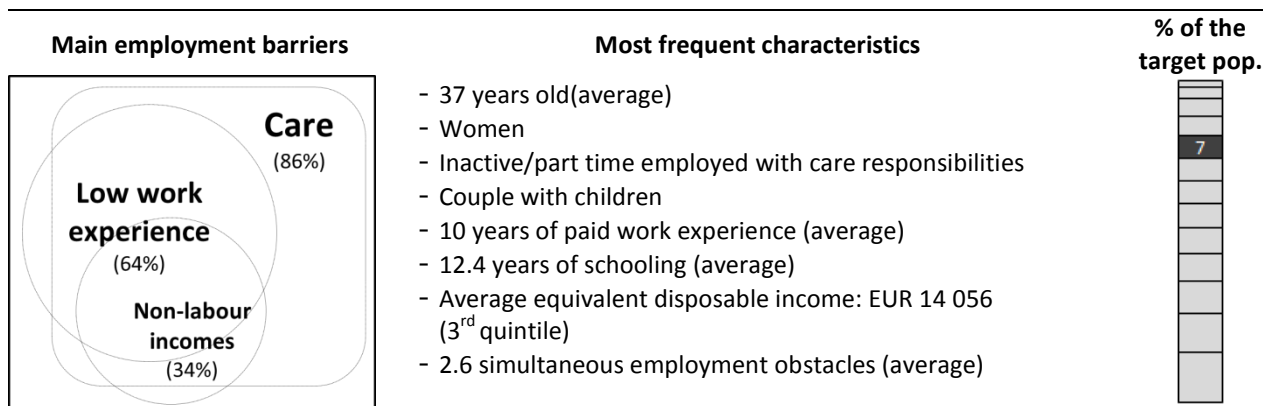 Main employment barriers
Care
(86%)
Low work
experience
(64%)
Non-labour
incomes
(34%)
Most frequent characteristics
- 37 years old(average)
- Women
- Inactive/part time employed with care responsibilities
- Couple with children
- 10 years of paid work experience (average)
- 12.4 years of schooling (average)
- Average equivalent disposable income: EUR 14 056
(3rd quintile)
- 2.6 simultaneous employment obstacles (average)
% of the
target pop.
7